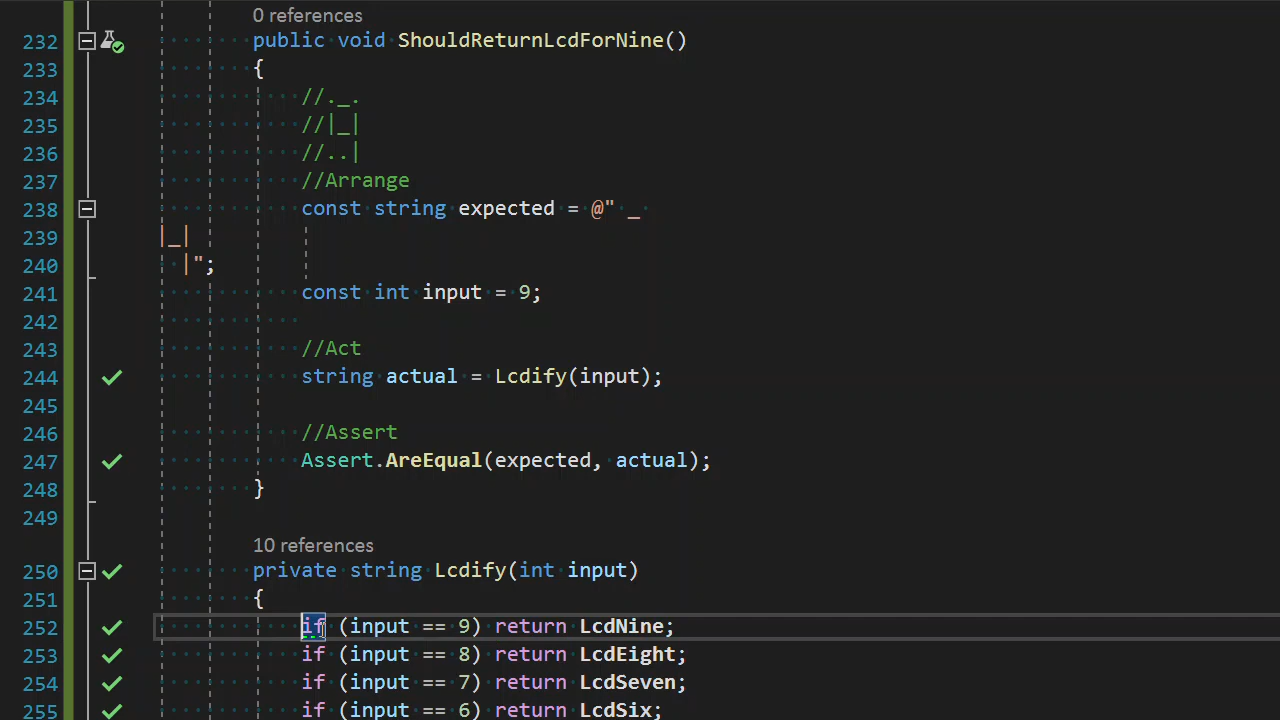 0 references
232 public void ShouldReturnLcdForNine()
233 {
234 //._.
235 //|_|
236 //..|
237 //Arrange
238 const string expected = @" _ 
239 |_|
240   |";
241 const int input = 9;
242
243 //Act
244 string actual = Lcdify(input);
245
246 //Assert
247 Assert.AreEqual(expected, actual);
248 }
249
10 references
250 private string Lcdify(int input)
251 {
252 if (input == 9) return LcdNine;
253 if (input == 8) return LcdEight;
254 if (input == 7) return LcdSeven;
255 if (input == 6) return LcdSix;